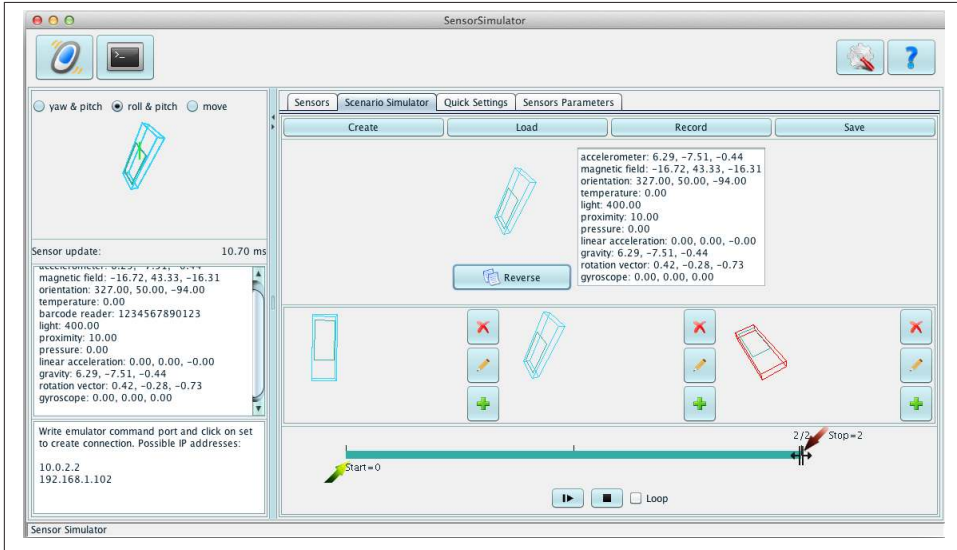 SensorSimulator
yaw & pitch roll & pitch move
Sensor update: 10.70 ms
accelerometer: 6.29, -7.51, -0.44
magnetic field: -16.72, 43.33, -16.31
orientation: 327.00, 50.00, -94.00
temperature: 0.00
barcode reader: 1234567890123
light: 400.00
proximity: 10.00
pressure: 0.00
linear acceleration: 0.00, 0.00, -0.00
gravity: 6.29, -7.51, -0.44
rotation vector: 0.42, -0.28, -0.73
gyroscope: 0.00, 0.00, 0.00
Write emulator command port and click on set
to create connection. Possible IP addresses:
10.0.2.2
192.168.1.102
Sensors Scenario Simulator Quick Settings Sensors Parameters
Create Load Record Save
accelerometer: 6.29, -7.51, -0.44
magnetic field: -16.72, 43.33, -16.31
orientation: 327.00, 50.00, -94.00
temperature: 0.00
light: 400.00
proximity: 10.00
pressure: 0.00
linear acceleration: 0.00, 0.00, -0.00
gravity: 6.29, -7.51, -0.44
rotation vector: 0.42, -0.28, -0.73
gyroscope: 0.00, 0.00, 0.00
Reverse
2/2 Stop=2
Start=0
Loop
Sensor Simulator